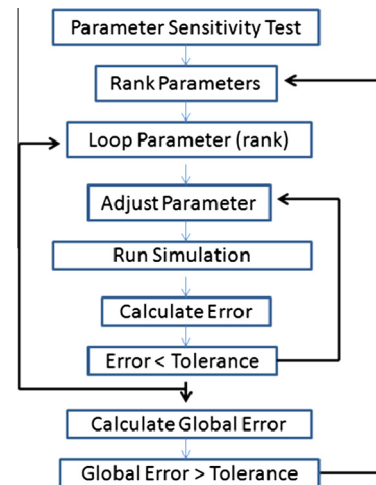 Parameter Sensitivity Test
Rank Parameters
Loop Parameter (rank)
Adjust Parameter
Run Simulation
Calculate Error
Error < Tolerance
Calculate Global Error
Global Error > Tolerance